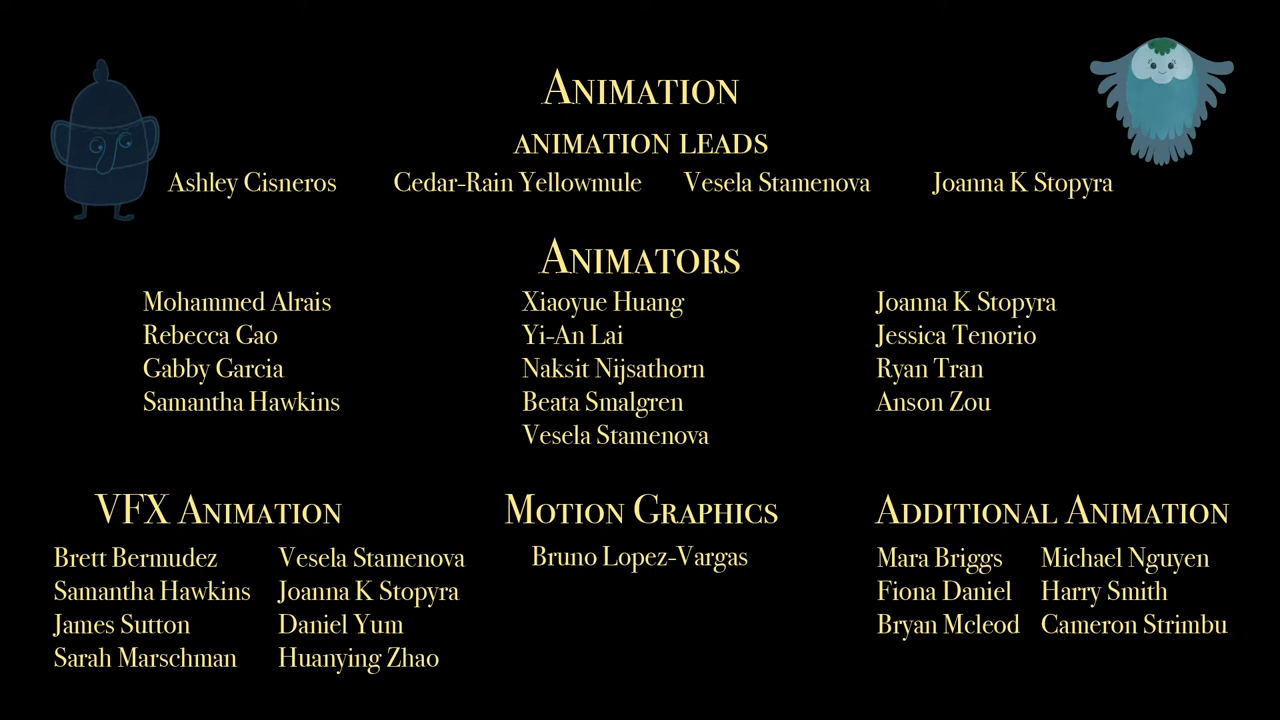 Animation
ANIMATION LEADS
Ashley Cisneros Cedar-Rain Yellowmule Vesela Stamenova Joanna K Stopyra
Animators
Mohammed Alrais
Rebecca Gao
Gabby Garcia
Samantha Hawkins
Xiaoyue Huang
Yi-An Lai
Naksit Nijsathorn
Beata Smalgren
Vesela Stamenova
Joanna K Stopyra
Jessica Tenorio
Ryan Tran
Anson Zou
VFX Animation
Brett Bermudez
Samantha Hawkins
James Sutton
Sarah Marschman
Vesela Stamenova
Joanna K Stopyra
Daniel Yum
Huanying Zhao
Motion Graphics
Bruno Lopez-Vargas
Additional Animation
Mara Briggs
Fiona Daniel
Bryan Mcleod
Michael Nguyen
Harry Smith
Cameron Strimbu